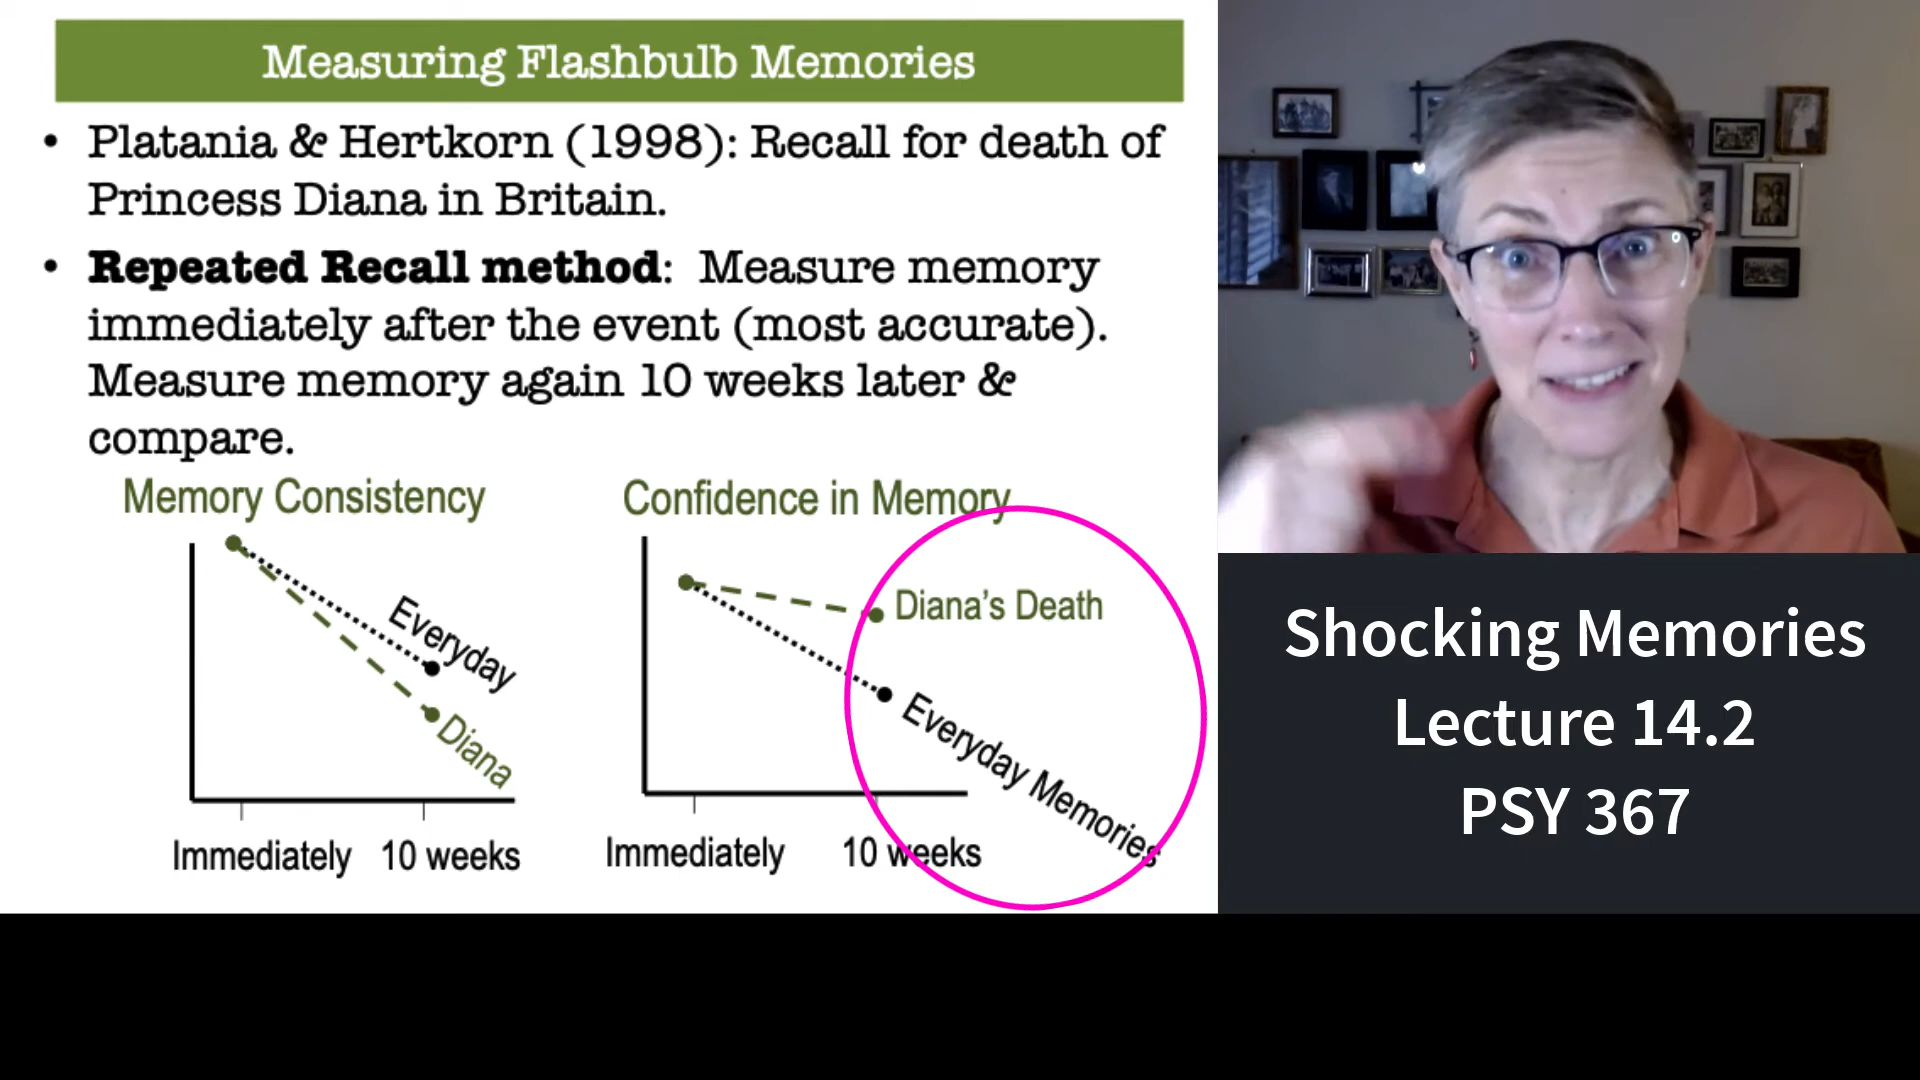 Measuring Flashbulb Memories
• Platania & Hertkorn (1998): Recall for death of
Princess Diana in Britain.
• Repeated Recall method: Measure memory
immediately after the event (most accurate).
Measure memory again 10 weeks later &
compare.
Memory Consistency
Everyday
Diana
Immediately
10 weeks
Confidence in Memory
Diana's Death
Everyday Memories
Immediately
10 weeks
Shocking Memories
Lecture 14.2
PSY 367